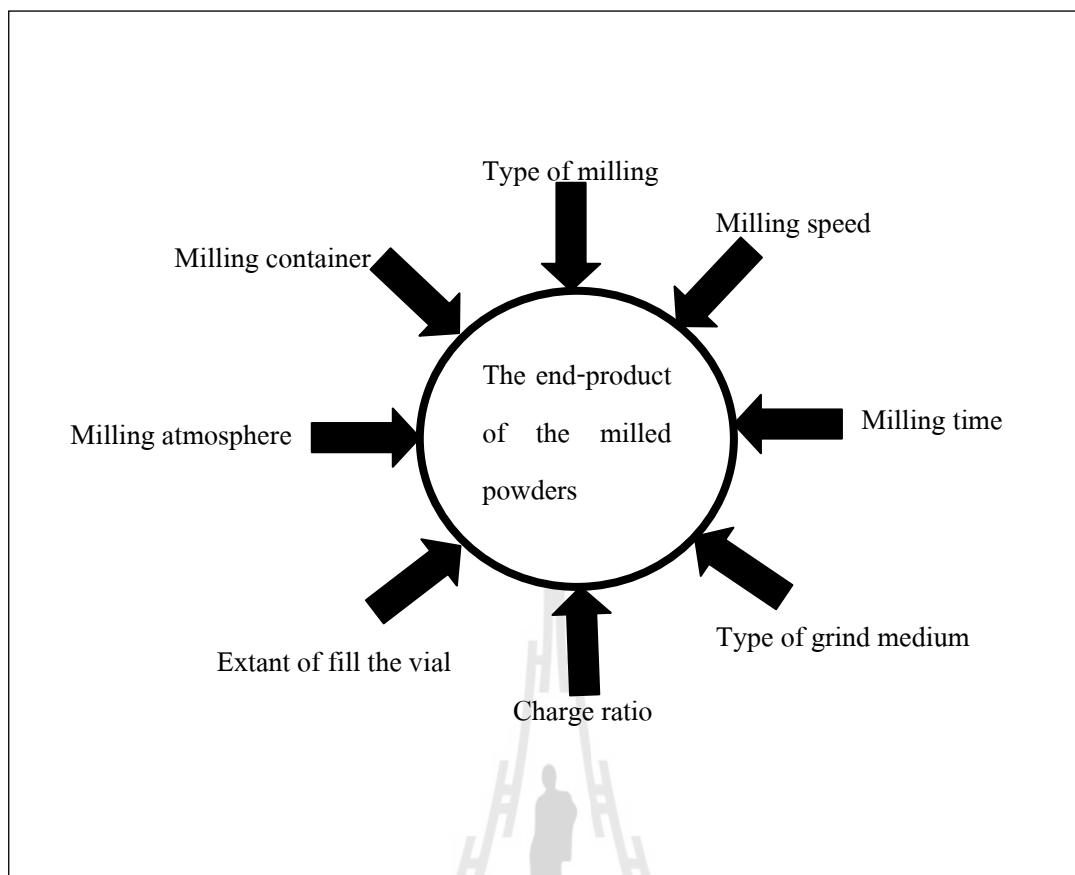 Type of milling
Milling speed
Milling container
The end-product
of the milled
powders
Milling atmosphere
Milling time
Extant of fill the vial
Type of grind medium
Charge ratio